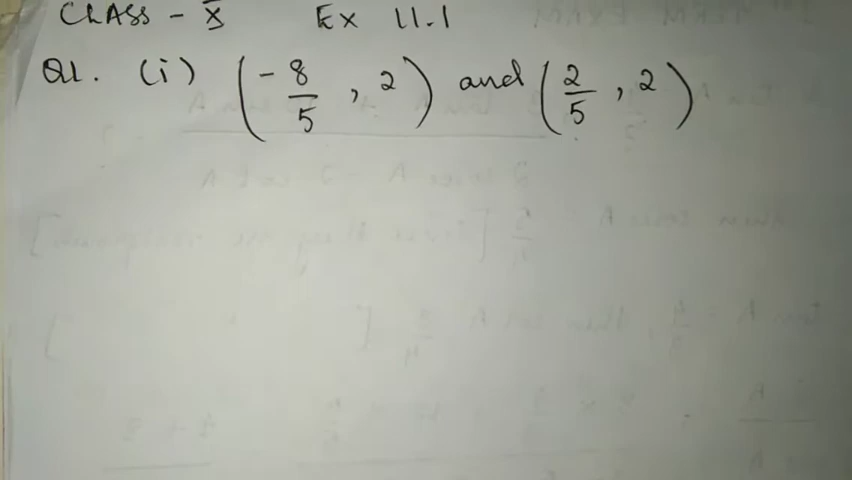 CLASS - X Ex 11.1
Q1. (i) (-8/5, 2) and (2/5, 2)